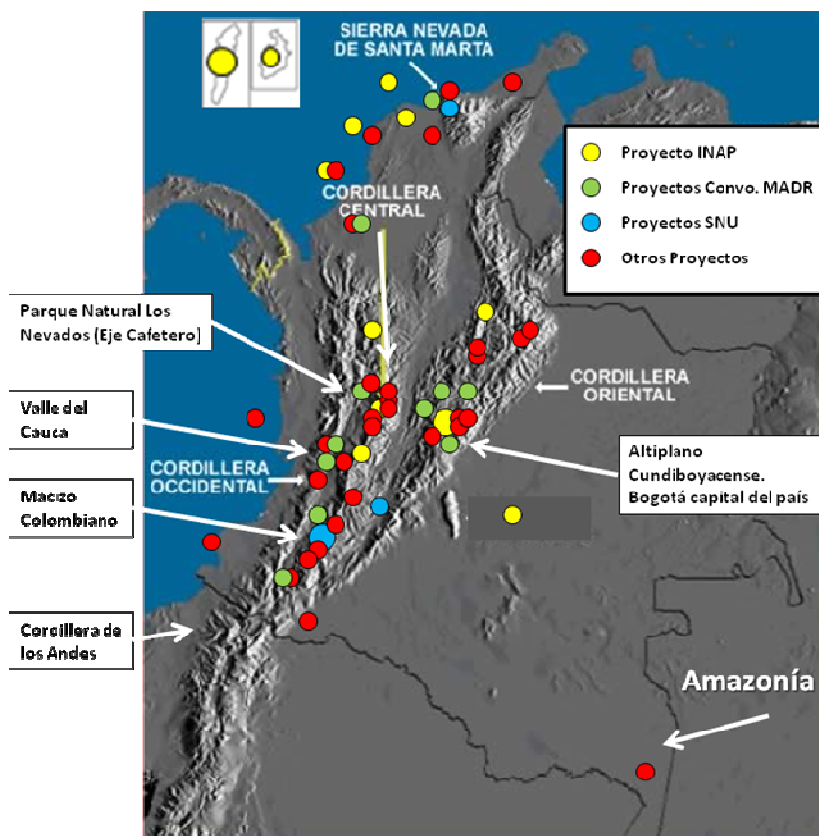 SIERRA NEVADA
DE SANTA MARTA
Proyecto INAP
Proyectos Convo. MADR
Proyectos SNU
Otros Proyectos
CORDILLERA
CENTRAL
Parque Natural Los
Nevados (Eje Cafetero)
CORDILLERA
ORIENTAL
Valle del
Cauca
Altiplano
Cundiboyacense.
Bogotá capital del país
CORDILLERA
OCCIDENTAL
Macizo
Colombiano
Cordillera de
los Andes
Amazonía